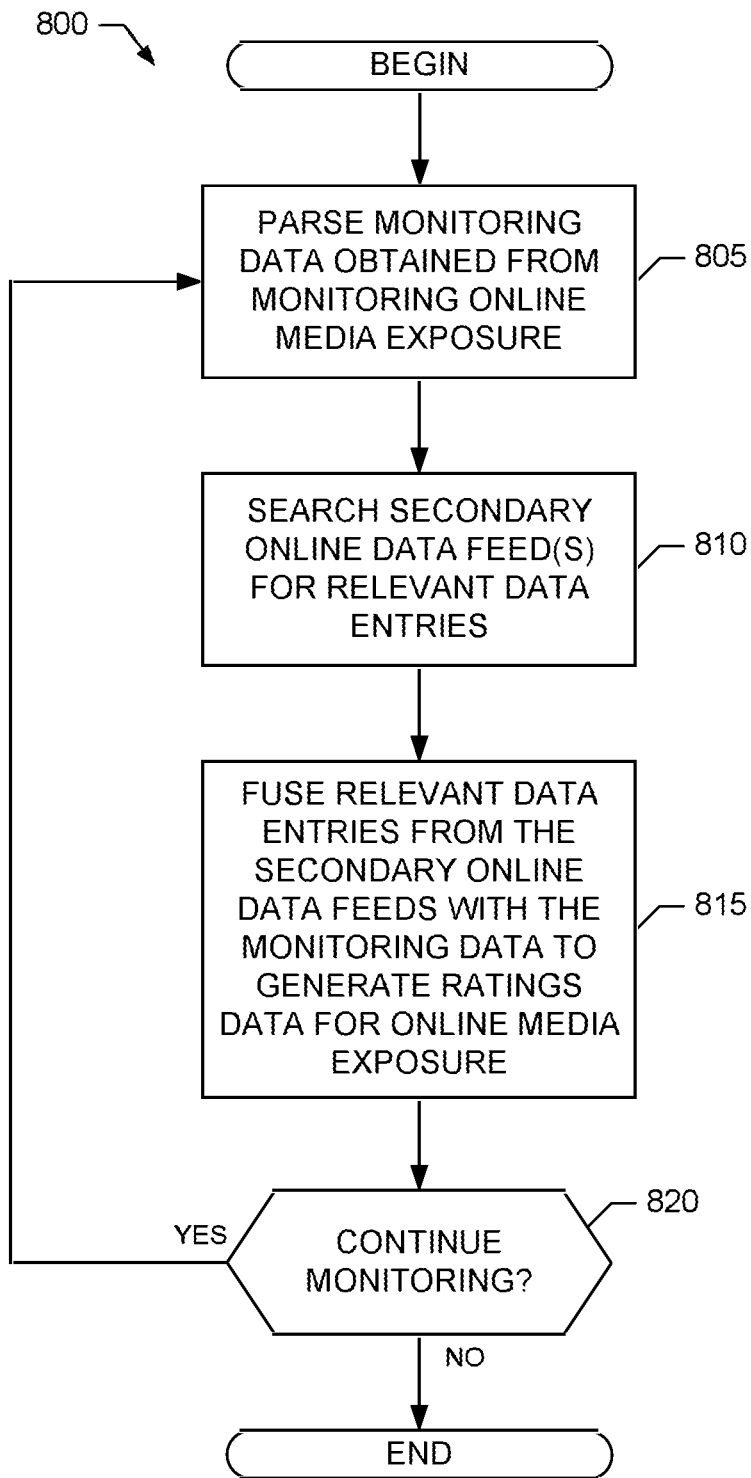 800
BEGIN
PARSE MONITORING
DATA OBTAINED FROM
MONITORING ONLINE
MEDIA EXPOSURE
805
SEARCH SECONDARY
ONLINE DATA FEED(S)
FOR RELEVANT DATA
ENTRIES
810
FUSE RELEVANT DATA
ENTRIES FROM THE
SECONDARY ONLINE
DATA FEEDS WITH THE
MONITORING DATA TO
GENERATE RATINGS
DATA FOR ONLINE MEDIA
EXPOSURE
815
CONTINUE
MONITORING?
820
YES
NO
END